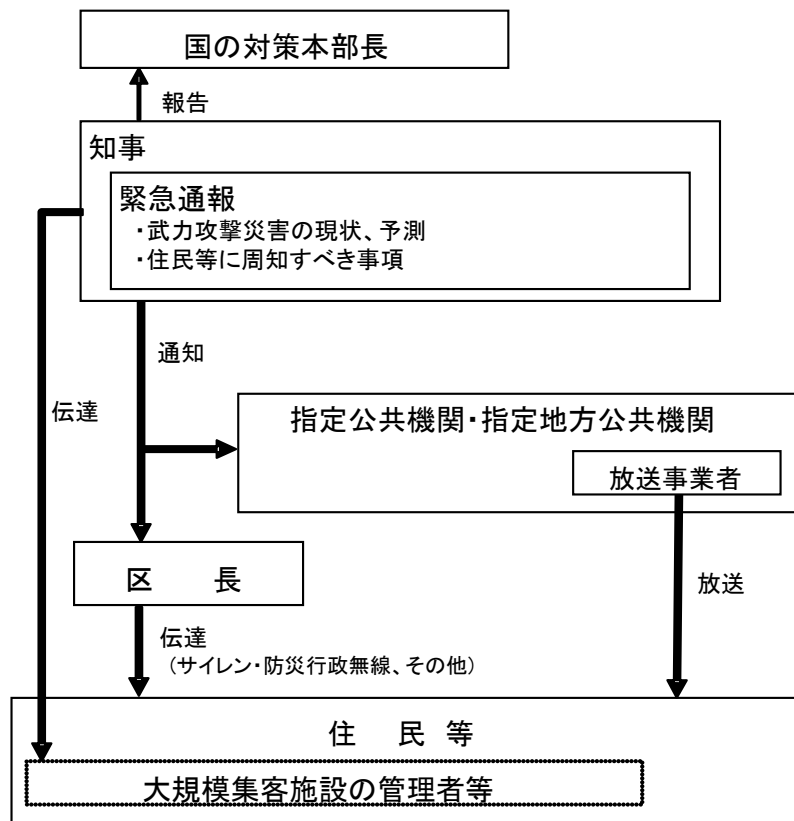 国の対策本部長
報告
知事
緊急通報
・武力攻撃災害の現状、予測
・住民等に周知すべき事項
通知
伝達
指定公共機関・指定地方公共機関
放送事業者
区　　長
放送
伝達
（サイレン・防災行政無線、その他）
住　民　等
大規模集客施設の管理者等